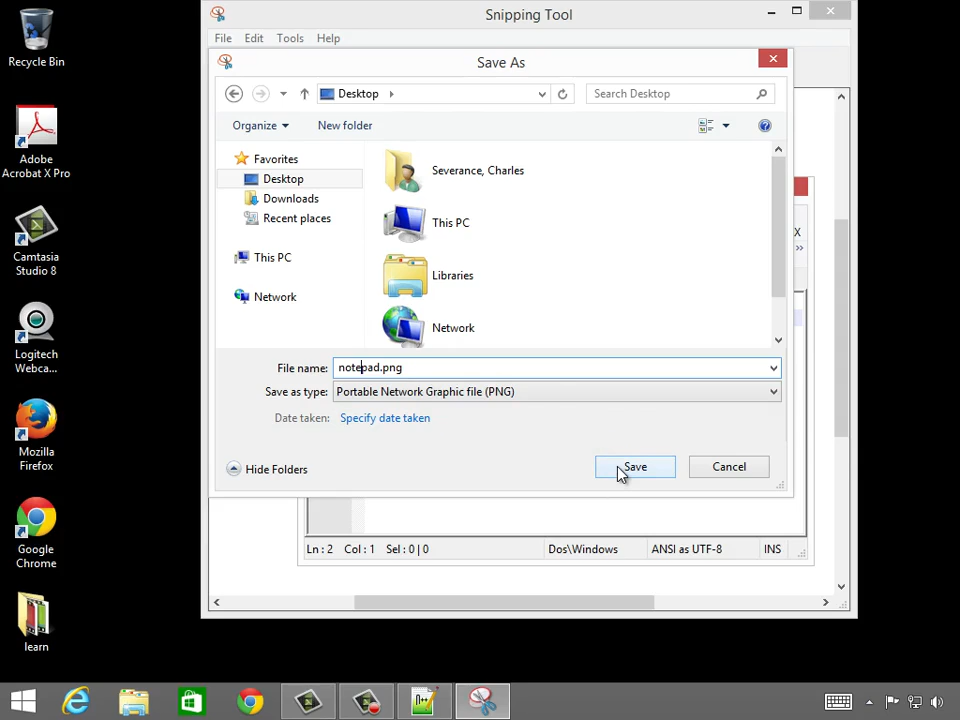 Recycle Bin
Adobe
Acrobat X Pro
Camtasia
Studio 8
Logitech
Webca...
Mozilla
Firefox
Google
Chrome
learn
Snipping Tool
File Edit Tools Help
Save As
Desktop
Search Desktop
Organize
New folder
Favorites
Desktop
Downloads
Recent places
This PC
Network
Severance, Charles
This PC
Libraries
Network
File name: notepad.png
Save as type: Portable Network Graphic file (PNG)
Date taken: Specify date taken
Hide Folders
Save
Cancel
X
Ln : 2 Col : 1 Sel : 0 | 0
Dos\Windows
ANSI as UTF-8
INS